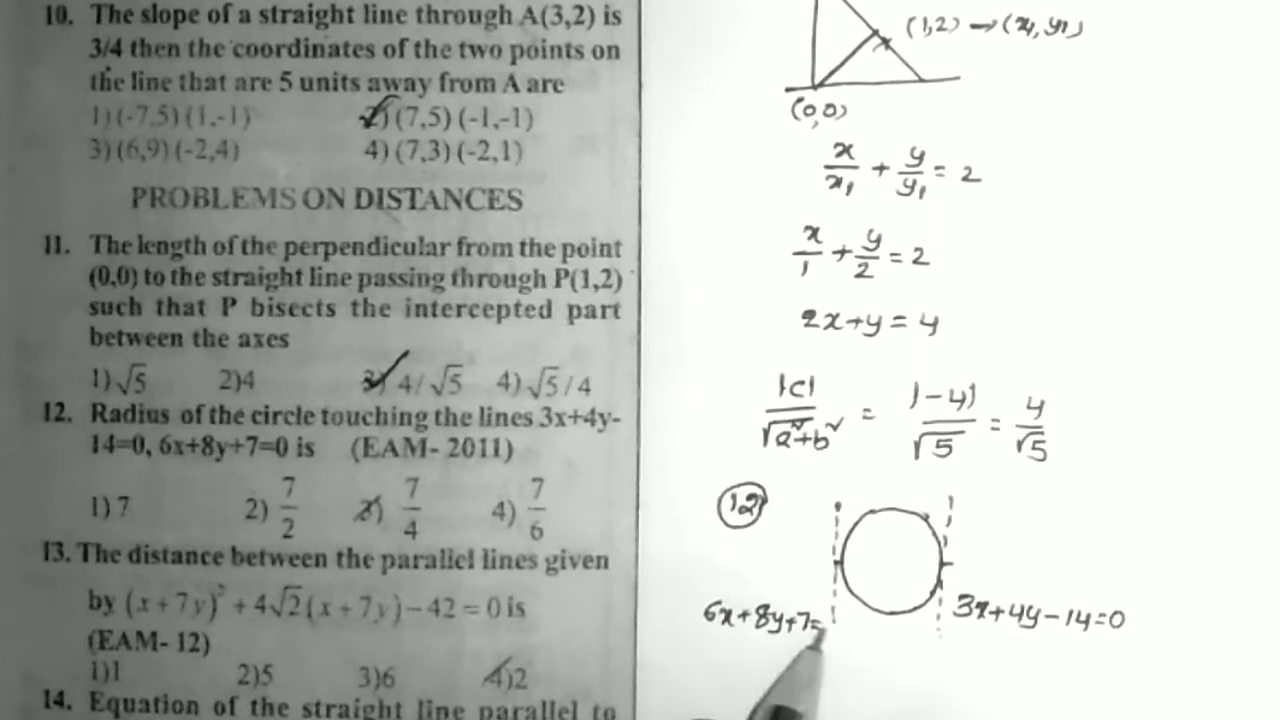 10. The slope of a straight line through A(3,2) is
3/4 then the coordinates of the two points on
the line that are 5 units away from A are
1)(-7,5)(1,-1) 2)(7,5)(-1,-1)
3)(6,9)(-2,4) 4)(7,3)(-2,1)
PROBLEMS ON DISTANCES
11. The length of the perpendicular from the point
(0,0) to the straight line passing through P(1,2)
such that P bisects the intercepted part
between the axes
1)√5 2)4 3) 4/√5 4)√5/4
12. Radius of the circle touching the lines 3x+4y-
14=0, 6x+8y+7=0 is (EAM- 2011)
1) 7 2) 7/2 3) 7/4 4) 7/6
13. The distance between the parallel lines given
by (x+7y)² + 4√2(x+7y) – 42 = 0 is
(EAM- 12)
1)1 2)5 3)6 4)2
14. Equation of the straight line parallel to
(1,2) → (x1, y1)
(0,0)
x/x1 + y/y1 = 2
x/1 + y/2 = 2
2x+y = 4
|c|/√a²+b² = |-4|/√5 = 4/√5
12
6x+8y+7=
3x+4y-14=0